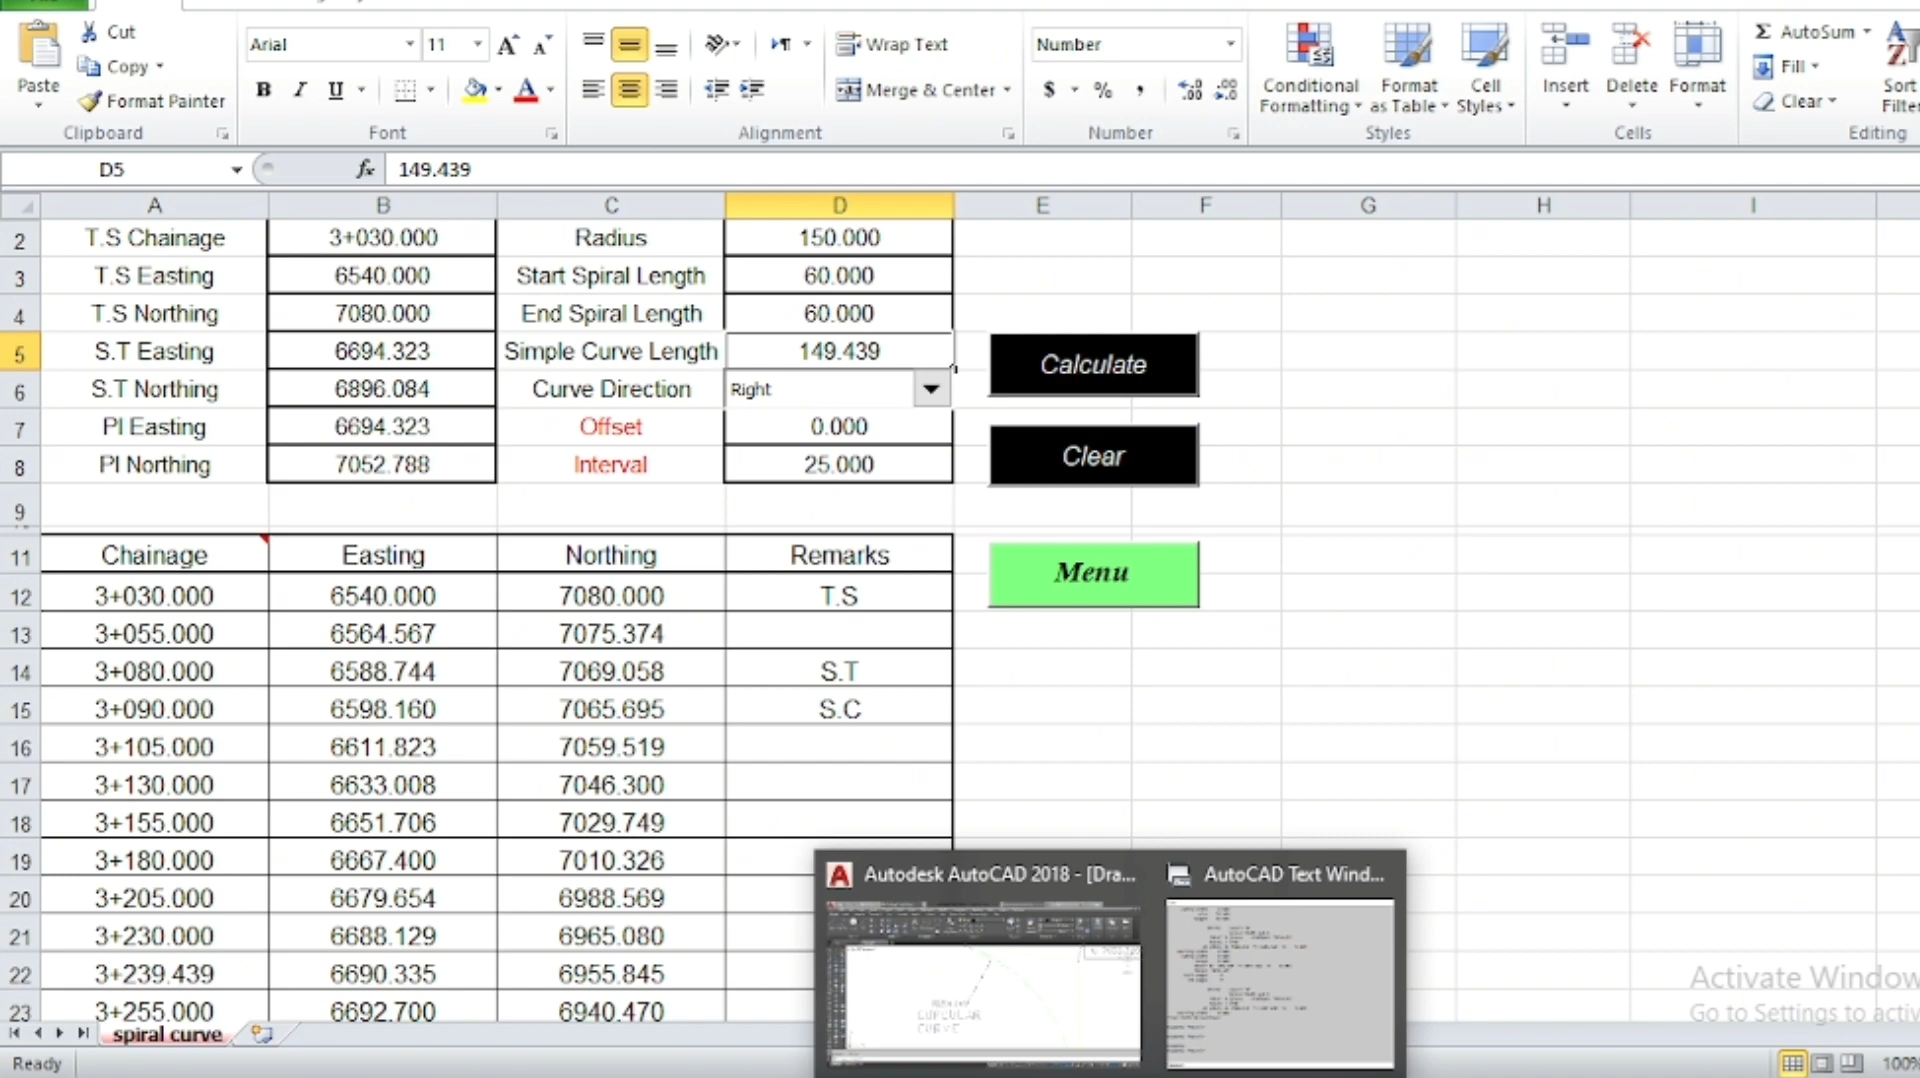 Cut
Copy
Format Painter
Paste
Clipboard
Arial 11
B I U
Font
Wrap Text
Merge & Center
Alignment
Number
$ % ,
Number
Conditional Formatting
Format as Table
Cell Styles
Styles
Insert Delete Format
Cells
Σ AutoSum
Fill
Clear
Sort
Filte
Editing
D5 fx 149.439
A B C D E F G H I
2 T.S Chainage 3+030.000 Radius 150.000
3 T.S Easting 6540.000 Start Spiral Length 60.000
4 T.S Northing 7080.000 End Spiral Length 60.000
5 S.T Easting 6694.323 Simple Curve Length 149.439
6 S.T Northing 6896.084 Curve Direction Right
7 PI Easting 6694.323 Offset 0.000
8 PI Northing 7052.788 Interval 25.000
Calculate
Clear
Menu
9
11 Chainage Easting Northing Remarks
12 3+030.000 6540.000 7080.000 T.S
13 3+055.000 6564.567 7075.374
14 3+080.000 6588.744 7069.058 S.T
15 3+090.000 6598.160 7065.695 S.C
16 3+105.000 6611.823 7059.519
17 3+130.000 6633.008 7046.300
18 3+155.000 6651.706 7029.749
19 3+180.000 6667.400 7010.326
20 3+205.000 6679.654 6988.569
21 3+230.000 6688.129 6965.080
22 3+239.439 6690.335 6955.845
23 3+255.000 6692.700 6940.470
Autodesk AutoCAD 2018 - [Dra...
AutoCAD Text Wind...
CURVE
Activate Window
Go to Settings to activ
spiral curve
Ready
100%